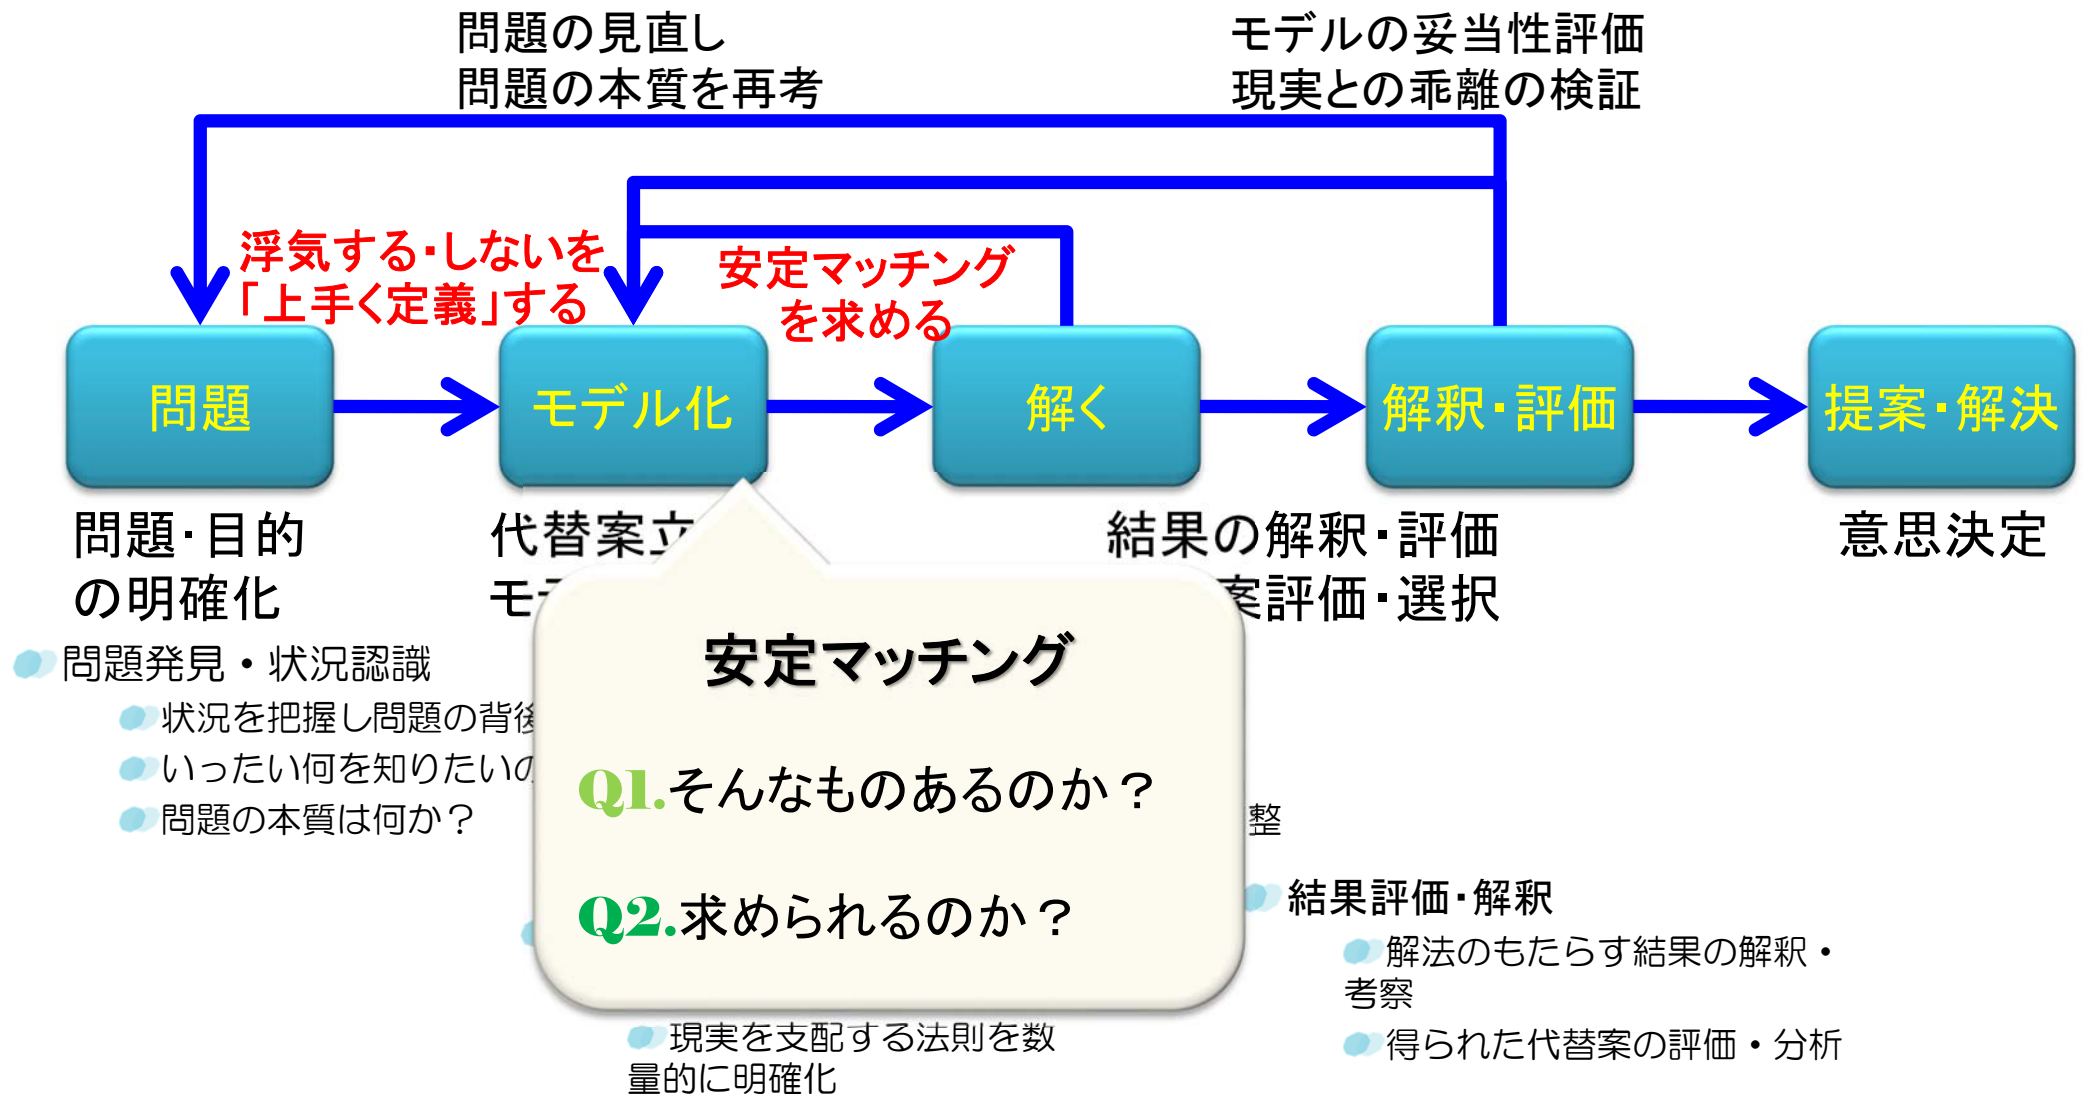 問題の見直し
問題の本質を再考
モデルの妥当性評価
現実との乖離の検証
浮気する・しないを
「上手く定義」する
安定マッチング
を求める
問題
モデル化
解く
解釈・評価
提案・解決
問題・目的
の明確化
代替案立
モデ
結果の解釈・評価
案評価・選択
意思決定
問題発見・状況認識
状況を把握し問題の背後
いったい何を知りたいの
問題の本質は何か？
安定マッチング
Q1.そんなものあるのか？
Q2.求められるのか？
整
結果評価・解釈
解法のもたらす結果の解釈・
考察
得られた代替案の評価・分析
現実を支配する法則を数
量的に明確化